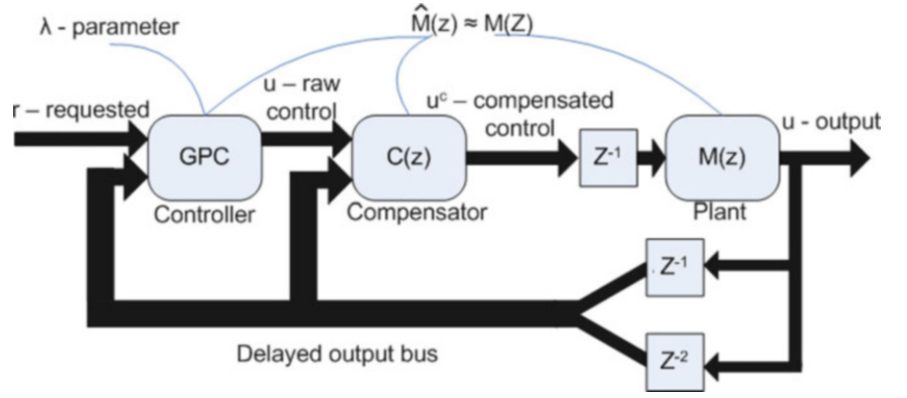 λ - parameter
M̂(z) ≈ M(Z)
r – requested
u – raw
control
uᶜ – compensated
control
u - output
GPC
C(z)
Z⁻¹
M(z)
Controller
Compensator
Plant
Z⁻¹
Delayed output bus
Z⁻²